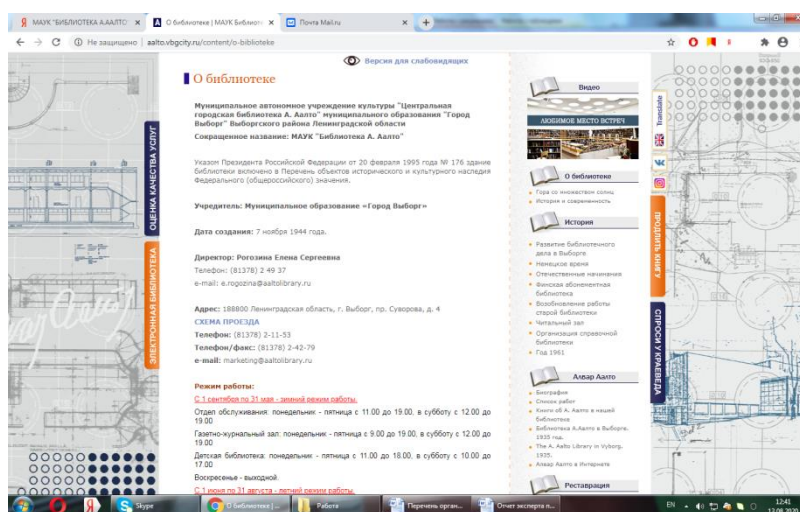 МАУК "БИБЛИОТЕКА А.ААЛТО"
О библиотеке | МАУК Библиоте
Почта Mail.ru
Не защищено | aalto.vbgcity.ru/content/o-biblioteke
Версия для слабовидящих
О библиотеке
Муниципальное автономное учреждение культуры "Центральная
городская библиотека А. Аалто" муниципального образования "Город
Выборг" Выборгского района Ленинградской области
Сокращенное название: МАУК "Библиотека А. Аалто"
Указом Президента Российской Федерации от 20 февраля 1995 года № 176 здание
библиотеки включено в Перечень объектов исторического и культурного наследия
Федерального (общероссийского) значения.
Учредитель: Муниципальное образование «Город Выборг»
Дата создания: 7 ноября 1944 года.
Директор: Рогозина Елена Сергеевна
Телефон: (81378) 2 49 37
e-mail: e.rogozina@aaltolibrary.ru
Адрес: 188800 Ленинградская область, г. Выборг, пр. Суворова, д. 4
СХЕМА ПРОЕЗДА
Телефон: (81378) 2-11-53
Телефон/факс: (81378) 2-42-79
e-mail: marketing@aaltolibrary.ru
Режим работы:
С 1 сентября по 31 мая - зимний режим работы.
Отдел обслуживания: понедельник - пятница с 11.00 до 19.00, в субботу с 12.00 до
19.00
Газетно-журнальный зал: понедельник - пятница с 9.00 до 19.00, в субботу с 12.00 до
19.00
Детская библиотека: понедельник - пятница с 11.00 до 18.00, в субботу с 10.00 до
17.00
Воскресенье - выходной.
С 1 июня по 31 августа - летний режим работы.
ОЦЕНКА КАЧЕСТВА УСЛУГ
ЭЛЕКТРОННАЯ БИБЛИОТЕКА
Видео
ЛЮБИМОЕ МЕСТО ВСТРЕЧ
О библиотеке
Гора со множеством солнц
История и современность
История
Развитие библиотечного
дела в Выборге
Немецкое время
Отечественные начинания
Финская абонементная
библиотека
Возобновление работы
старой библиотеки
Читальный зал
Организация справочной
библиотеки
Год 1961
Алвар Аалто
Биография
Список работ
Книги об А. Аалто в нашей
библиотеке
Библиотека А.Аалто в Выборге.
1935 год.
The A. Aalto Library in Vyborg.
1935.
Алвар Аалто в Интернете
Реставрация
Translate
ПРОДЛИТЬ КНИГУ
СПРОСИ У КРАЕВЕДА
Skype
О библиотеке | ...
Работа
Перечень орган...
Отчет эксперта п...
EN
12:41